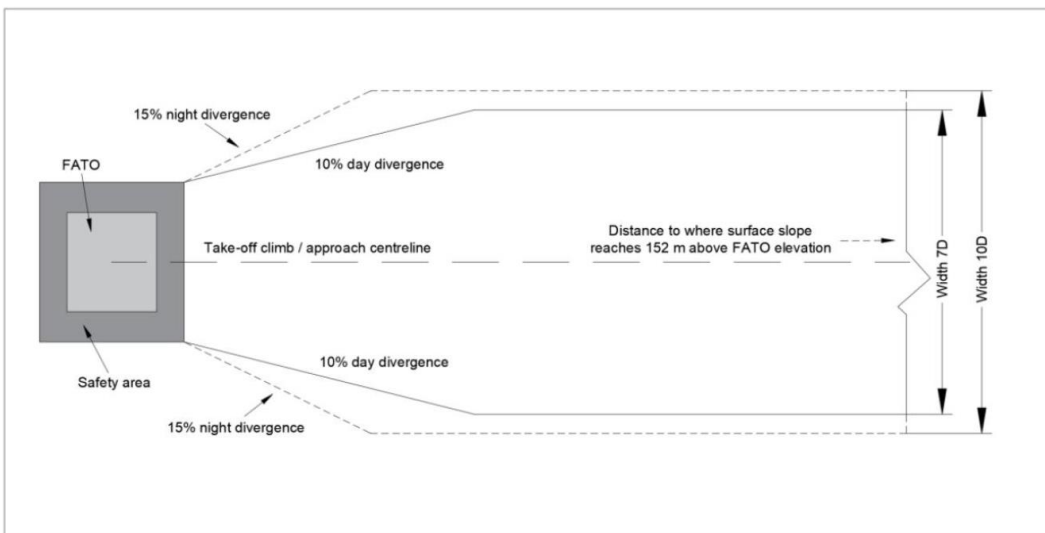 15% night divergence
FATO
10% day divergence
Take-off climb / approach centreline
Distance to where surface slope
reaches 152 m above FATO elevation
Width 7D
Width 10D
10% day divergence
Safety area
15% night divergence